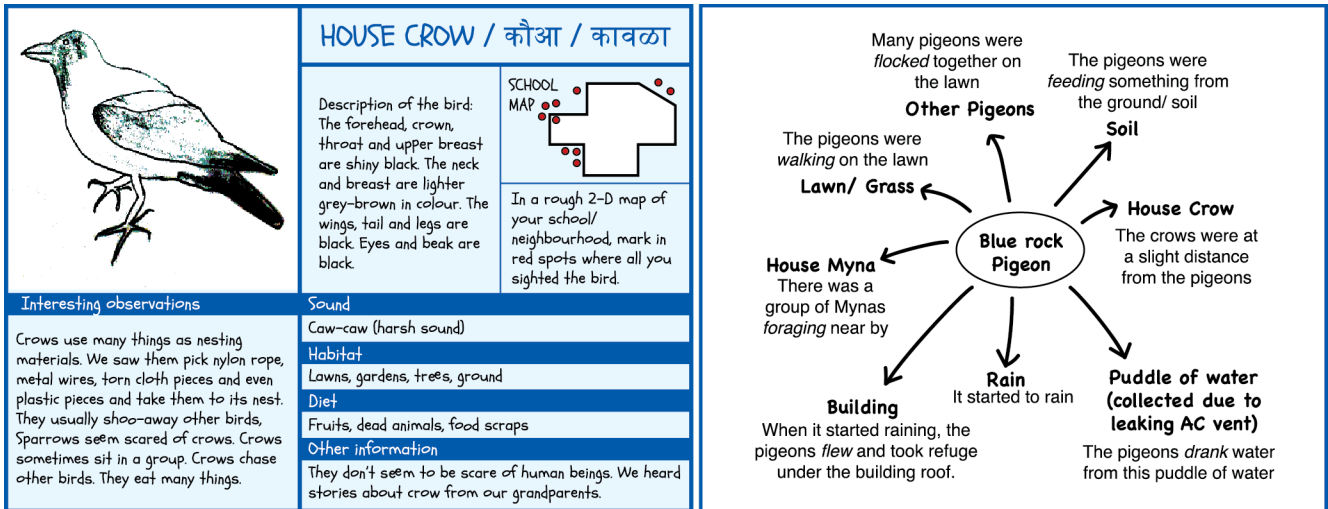 HOUSE CROW / कौआ / कावळा
Description of the bird:
The forehead, crown,
throat and upper breast
are shiny black. The neck
and breast are lighter
grey-brown in colour. The
wings, tail and legs are
black. Eyes and beak are
black.
SCHOOL
MAP
In a rough 2-D map of
your school/
neighbourhood, mark in
red spots where all you
sighted the bird.
Interesting observations
Crows use many things as nesting
materials. We saw them pick nylon rope,
metal wires, torn cloth pieces and even
plastic pieces and take them to its nest.
They usually shoo-away other birds,
Sparrows seem scared of crows. Crows
sometimes sit in a group. Crows chase
other birds. They eat many things.
Sound
Caw-caw (harsh sound)
Habitat
Lawns, gardens, trees, ground
Diet
Fruits, dead animals, food scraps
Other information
They don't seem to be scare of human beings. We heard
stories about crow from our grandparents.
Many pigeons were
flocked together on
the lawn
Other Pigeons
The pigeons were
feeding something from
the ground/ soil
Soil
The pigeons were
walking on the lawn
Lawn/ Grass
House Crow
The crows were at
a slight distance
from the pigeons
Blue rock
Pigeon
House Myna
There was a
group of Mynas
foraging near by
Building
When it started raining, the
pigeons flew and took refuge
under the building roof.
Rain
It started to rain
Puddle of water
(collected due to
leaking AC vent)
The pigeons drank water
from this puddle of water